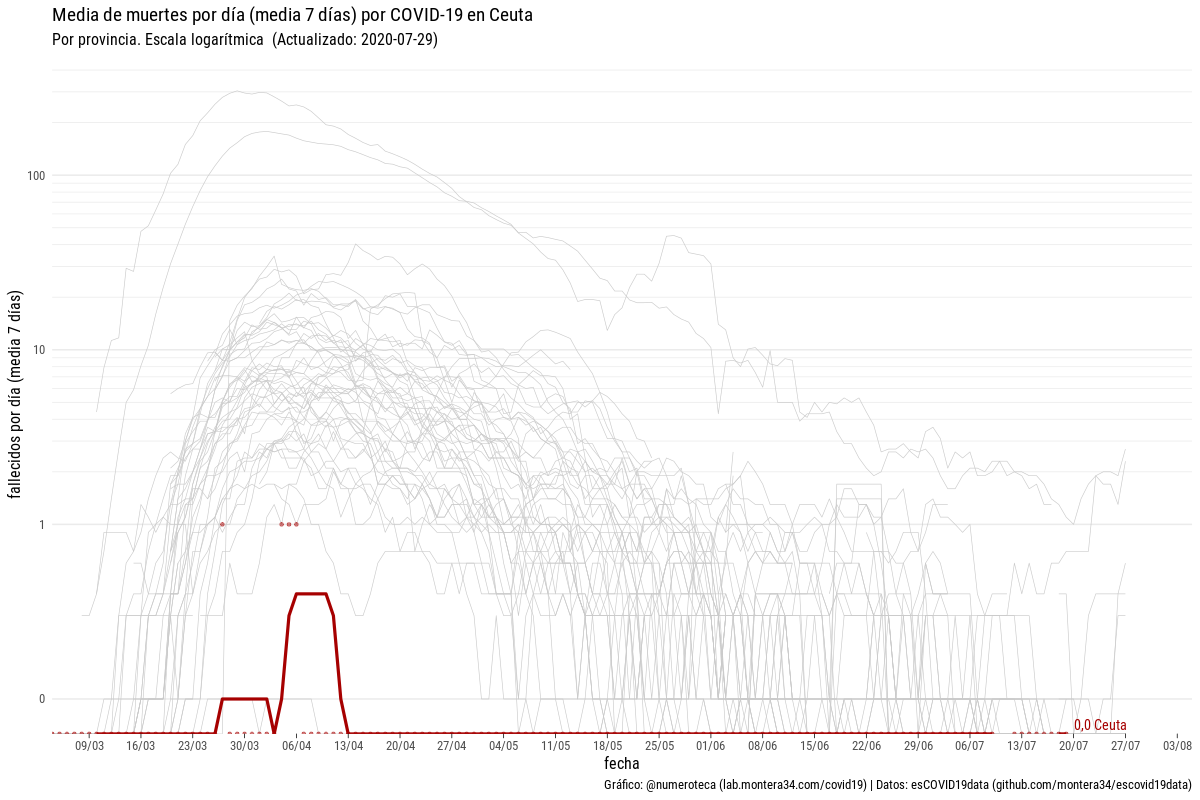 Media de muertes por día (media 7 días) por COVID-19 en Ceuta
Por provincia. Escala logarítmica  (Actualizado: 2020-07-29)
fallecidos por día (media 7 días)
100
10
1
0
0,0 Ceuta
09/03 16/03 23/03 30/03 06/04 13/04 20/04 27/04 04/05 11/05 18/05 25/05 01/06 08/06 15/06 22/06 29/06 06/07 13/07 20/07 27/07 03/08
fecha
Gráfico: @numeroteca (lab.montera34.com/covid19) | Datos: esCOVID19data (github.com/montera34/escovid19data)